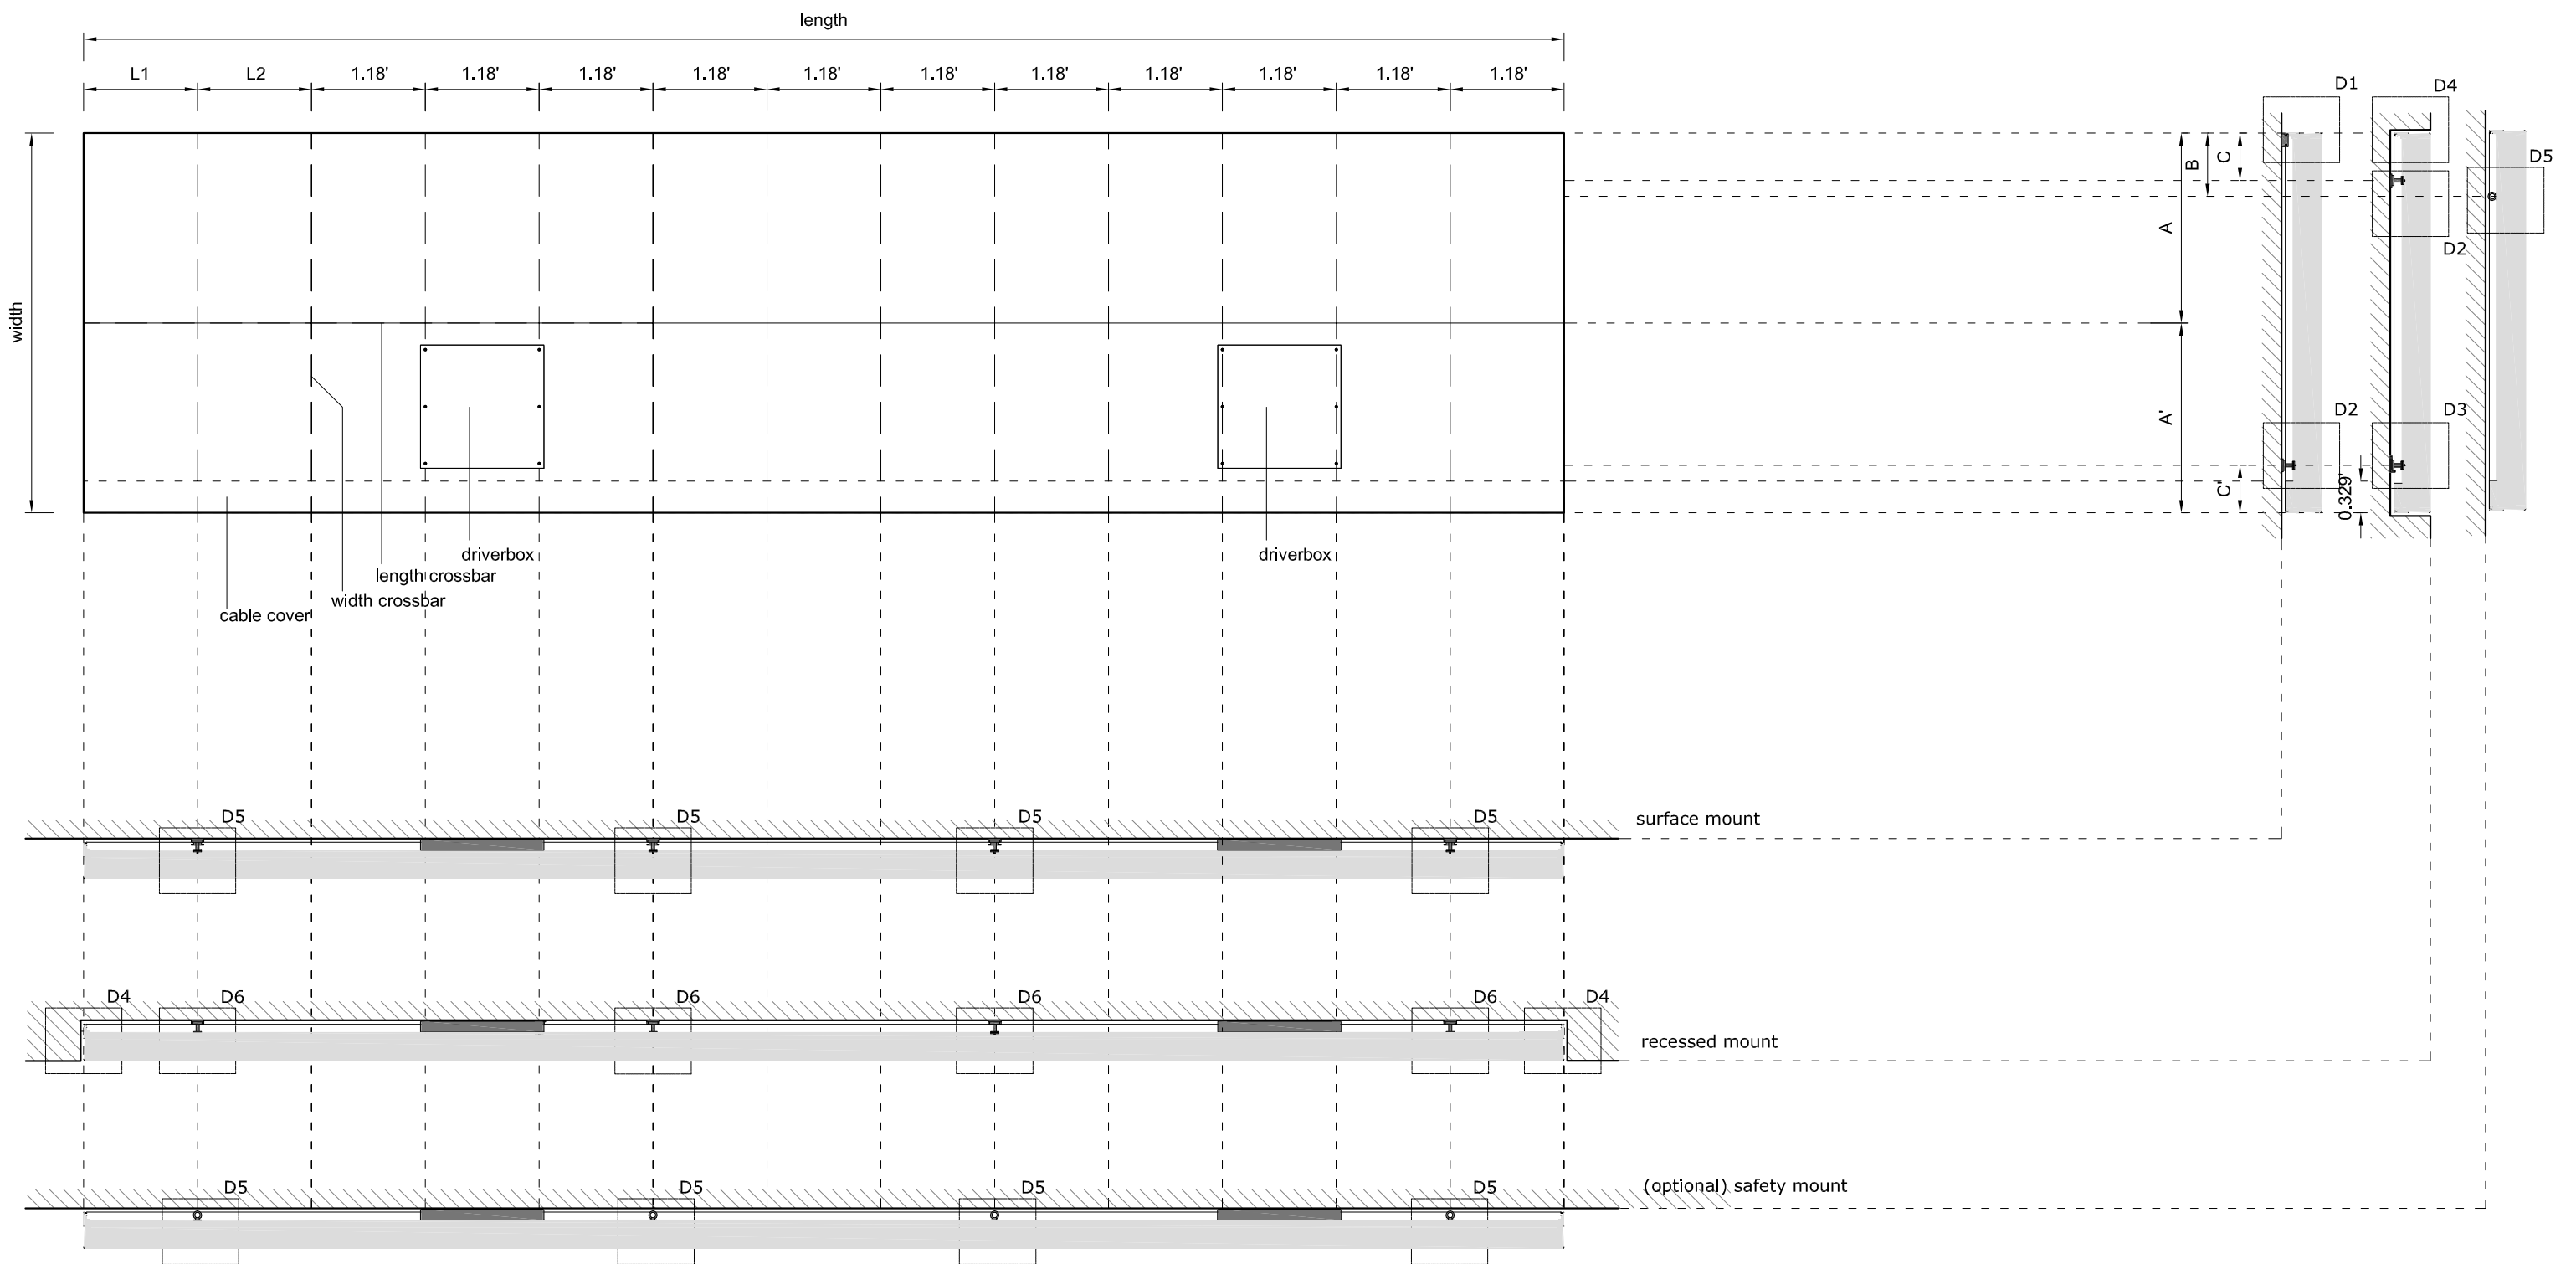 length
L1 L2 1.18' 1.18' 1.18' 1.18' 1.18' 1.18' 1.18' 1.18' 1.18' 1.18' 1.18'
D1 D4
D5
B C
A
D2
width
D2 D3
A'
C' 0.329'
driverbox driverbox
length crossbar
width crossbar
cable cover
D5 D5 D5 D5 surface mount
D4 D6 D6 D6 D6 D4
recessed mount
D5 D5 D5 D5 (optional) safety mount